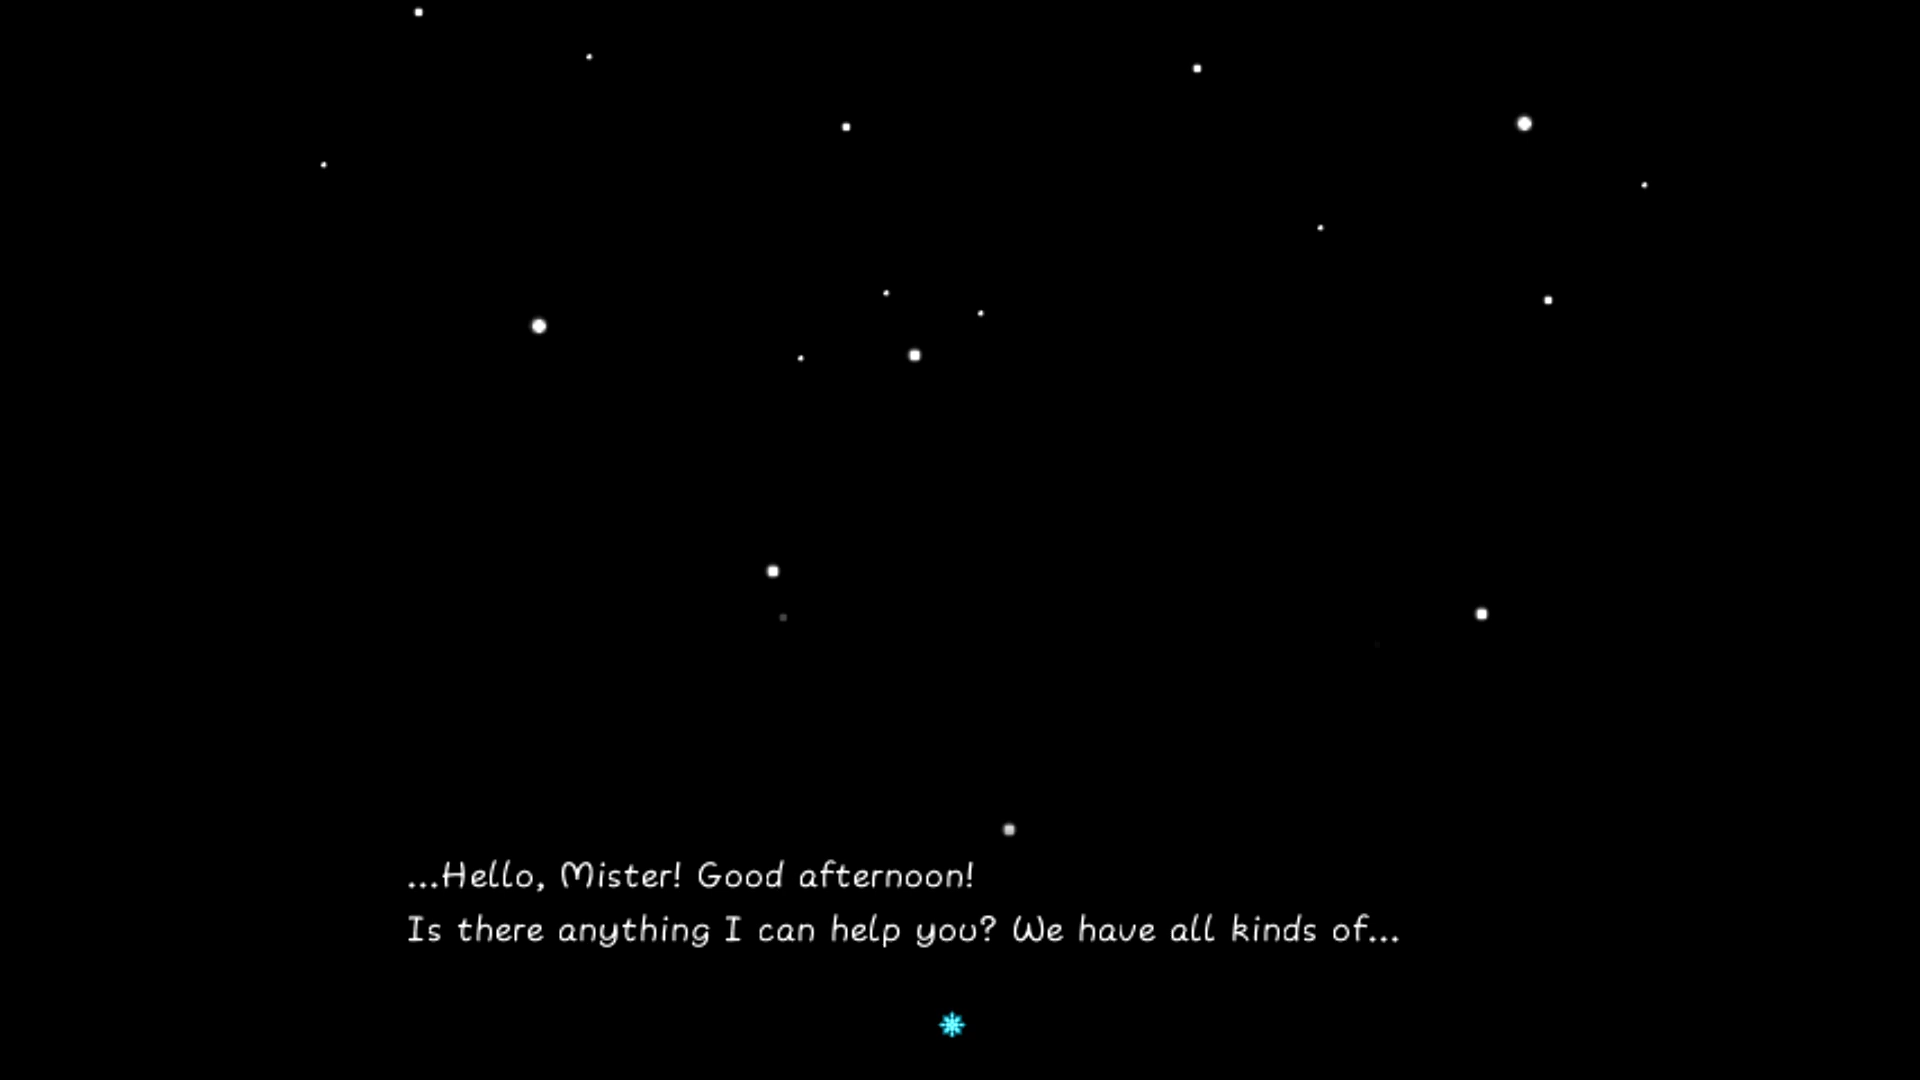 ...Hello, Mister! Good afternoon!
Is there anything I can help you? We have all kinds of...